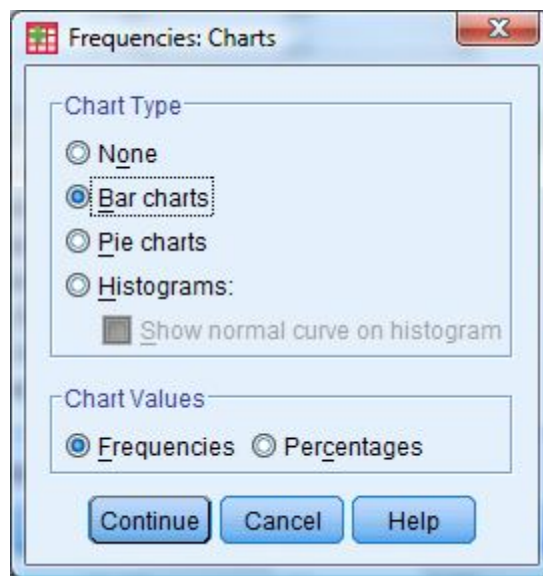 Frequencies: Charts
Chart Type
None
Bar charts
Pie charts
Histograms:
Show normal curve on histogram
Chart Values
Frequencies Percentages
Continue Cancel Help